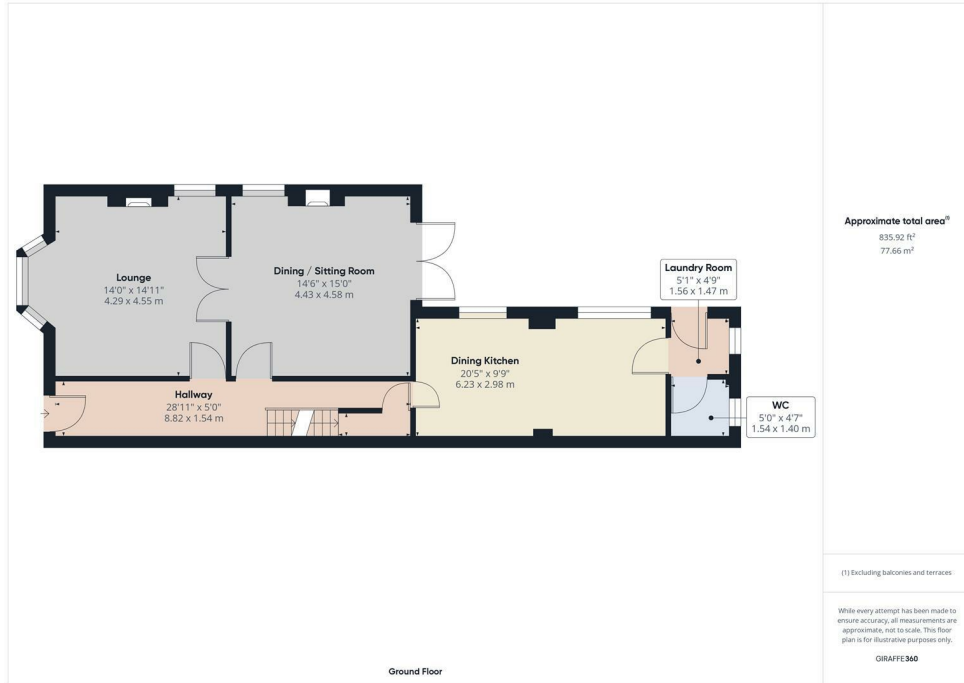 Lounge
14'0" x 14'11"
4.29 x 4.55 m
Dining / Sitting Room
14'6" x 15'0"
4.43 x 4.58 m
Laundry Room
5'1" x 4'9"
1.56 x 1.47 m
Dining Kitchen
20'5" x 9'9"
6.23 x 2.98 m
Hallway
28'11" x 5'0"
8.82 x 1.54 m
WC
5'0" x 4'7"
1.54 x 1.40 m
Ground Floor
Approximate total area(1)
835.92 ft²
77.66 m²
(1) Excluding balconies and terraces
While every attempt has been made to
ensure accuracy, all measurements are
approximate, not to scale. This floor
plan is for illustrative purposes only.
GIRAFFE360